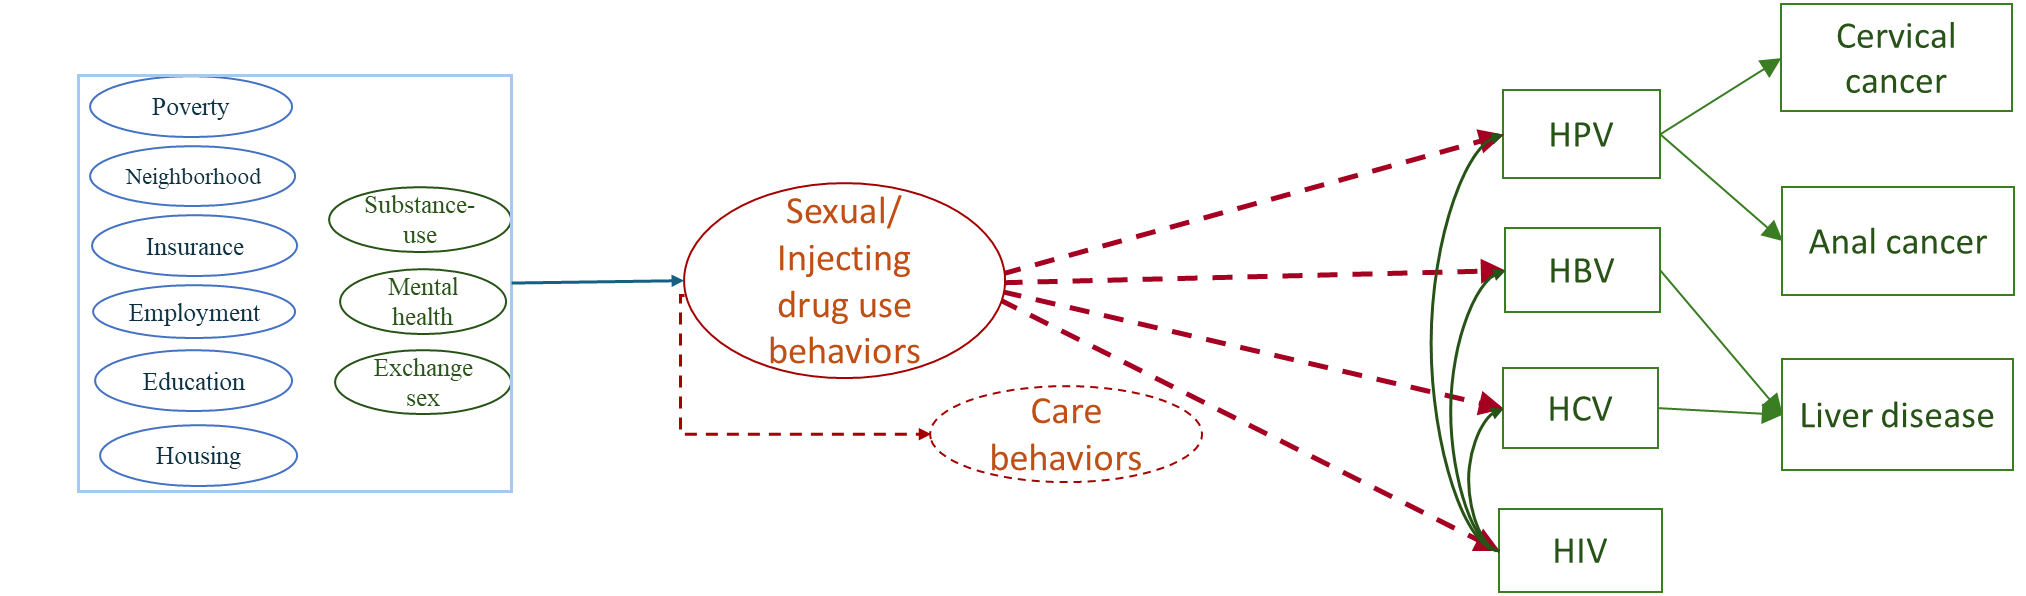 Poverty
Neighborhood
Insurance
Employment
Education
Housing
Substance-
use
Mental
health
Exchange
sex
Sexual/
Injecting
drug use
behaviors
Care
behaviors
HPV
HBV
HCV
HIV
Cervical
cancer
Anal cancer
Liver disease